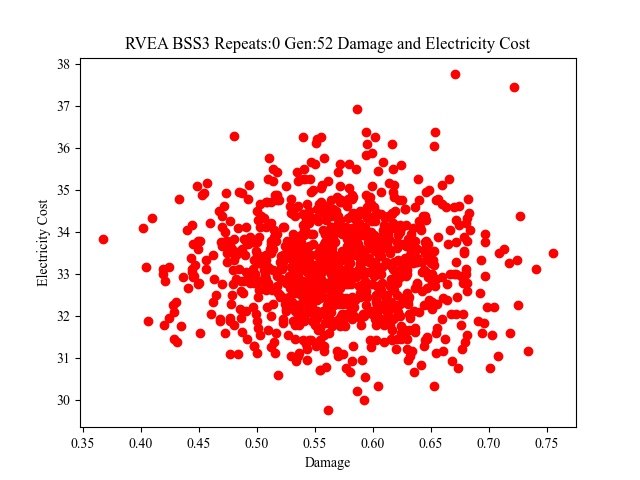 RVEA BSS3 Repeats:0 Gen:52 Damage and Electricity Cost
38
37
36
35
34
33
32
31
30
Electricity Cost
0.35 0.40 0.45 0.50 0.55 0.60 0.65 0.70 0.75
Damage